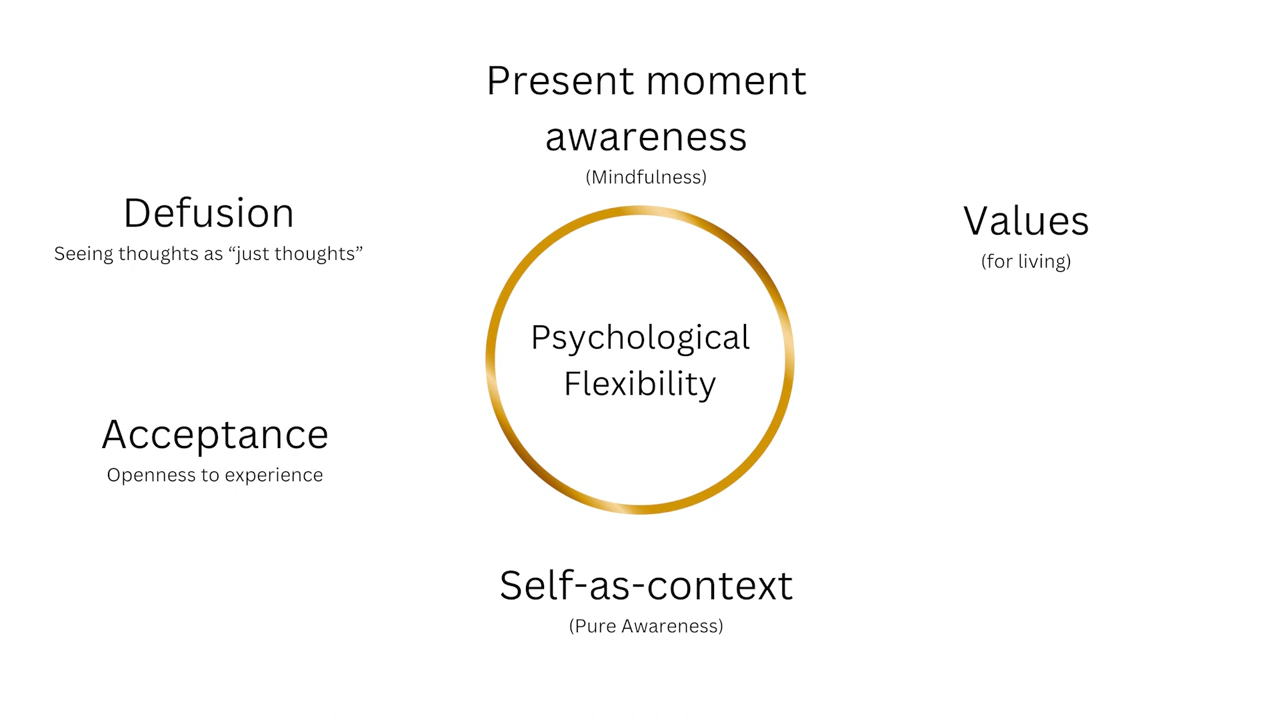 Present moment
awareness
(Mindfulness)
Defusion
Seeing thoughts as “just thoughts”
Values
(for living)
Psychological
Flexibility
Acceptance
Openness to experience
Self-as-context
(Pure Awareness)